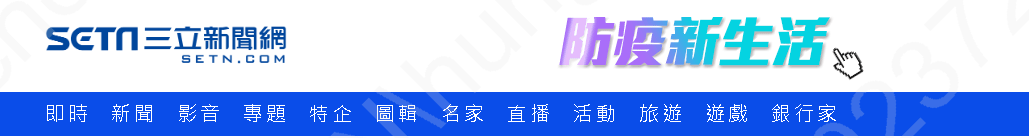 SETN三立新聞網
SETN.COM
防疫新生活
即時 新聞 影音 專題 特企 圖輯 名家 直播 活動 旅遊 遊戲 銀行家